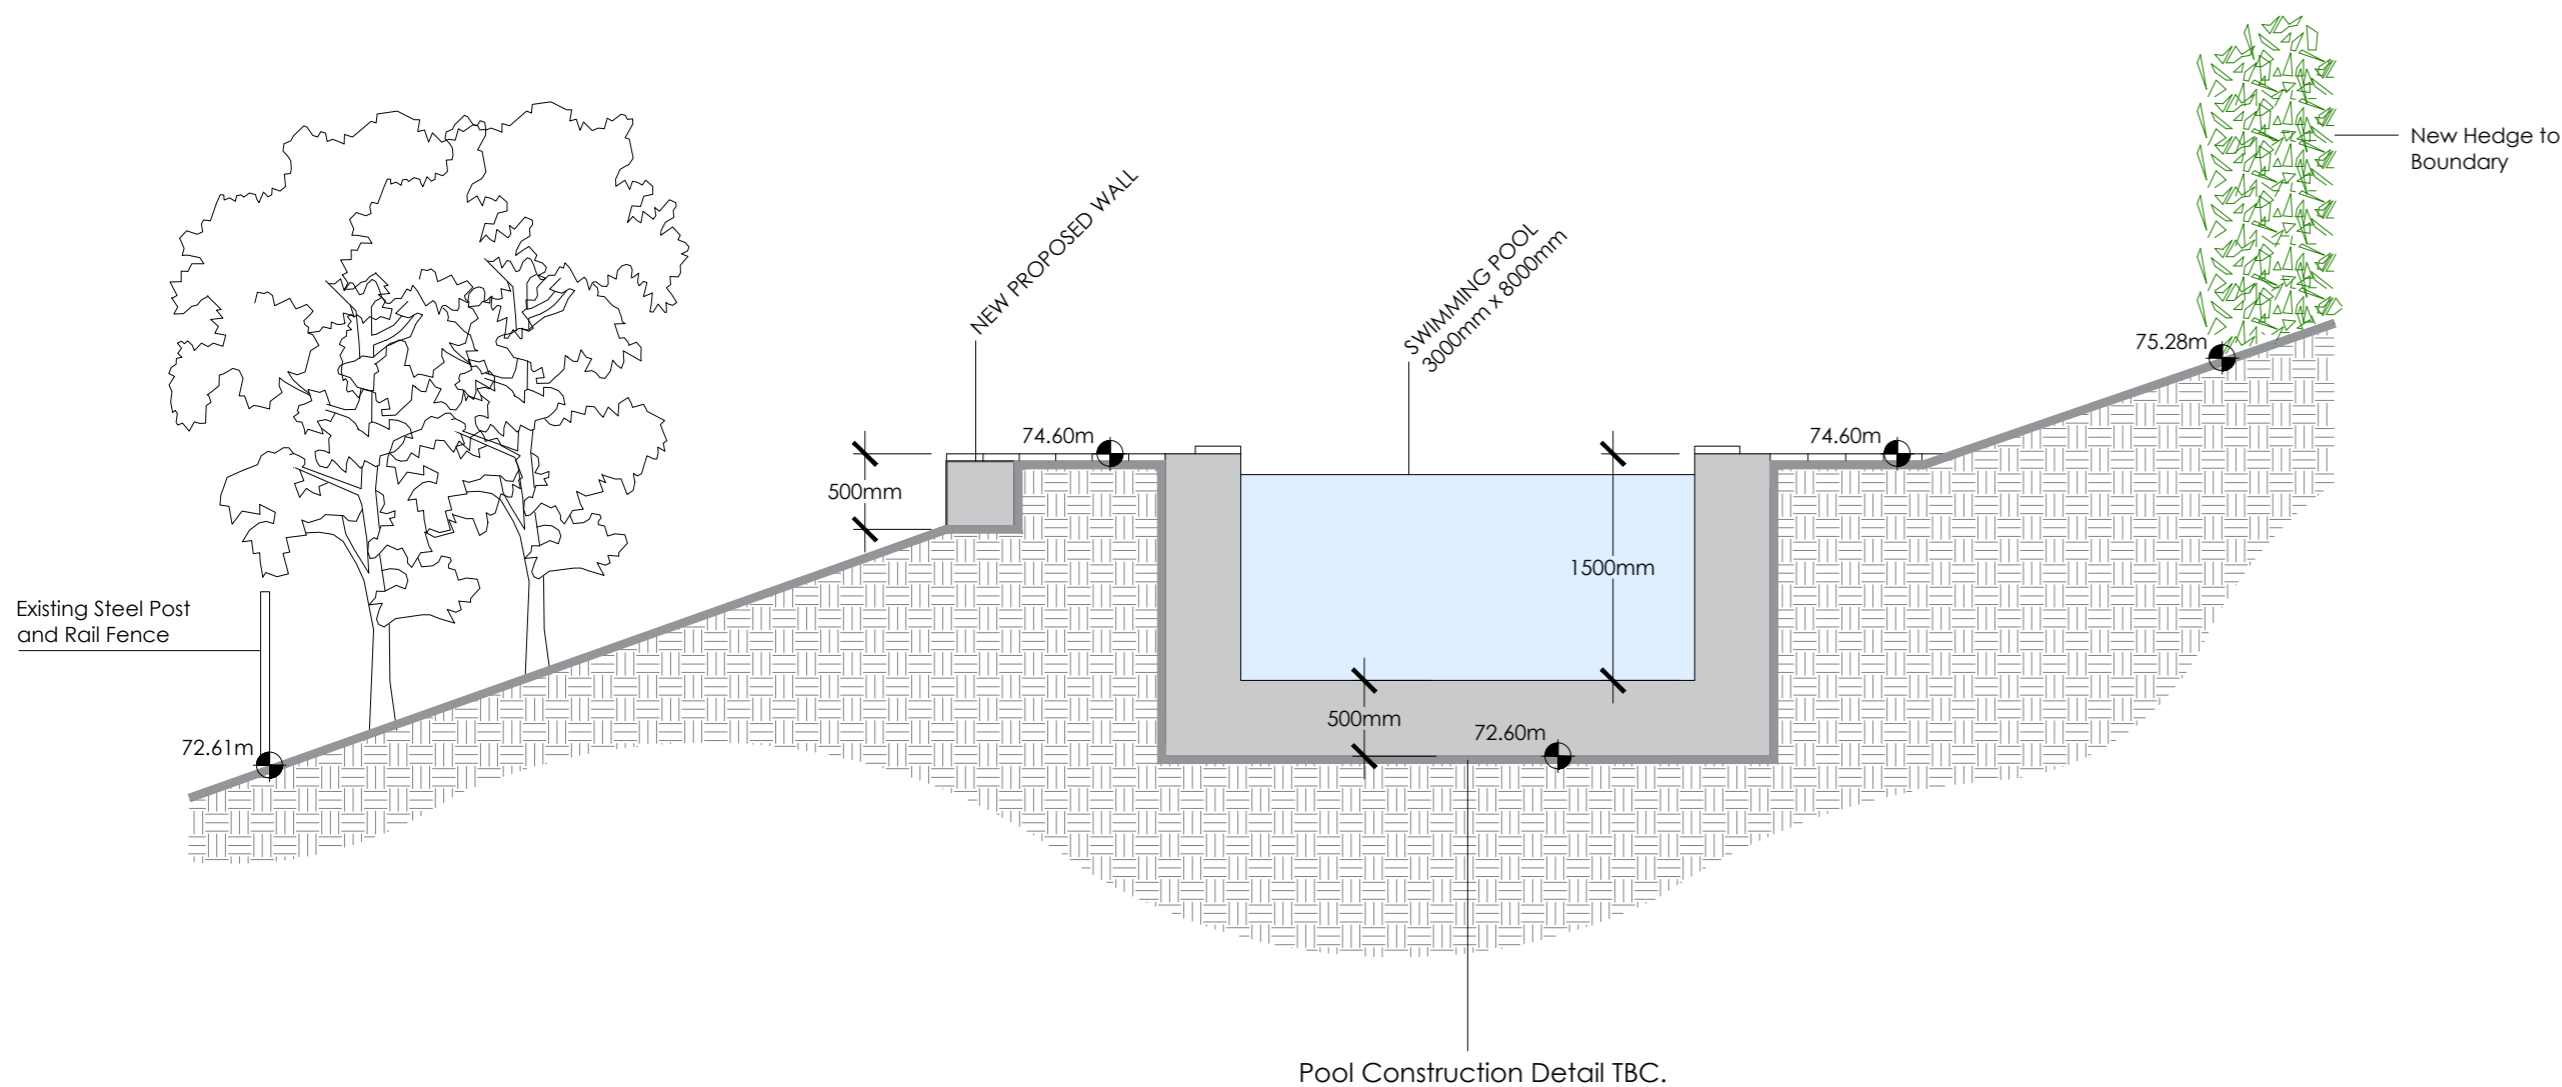 New Hedge to
Boundary
NEW PROPOSED WALL
SWIMMING POOL
3000mm x 8000mm
75.28m
74.60m
74.60m
500mm
1500mm
Existing Steel Post
and Rail Fence
500mm
72.60m
72.61m
Pool Construction Detail TBC.